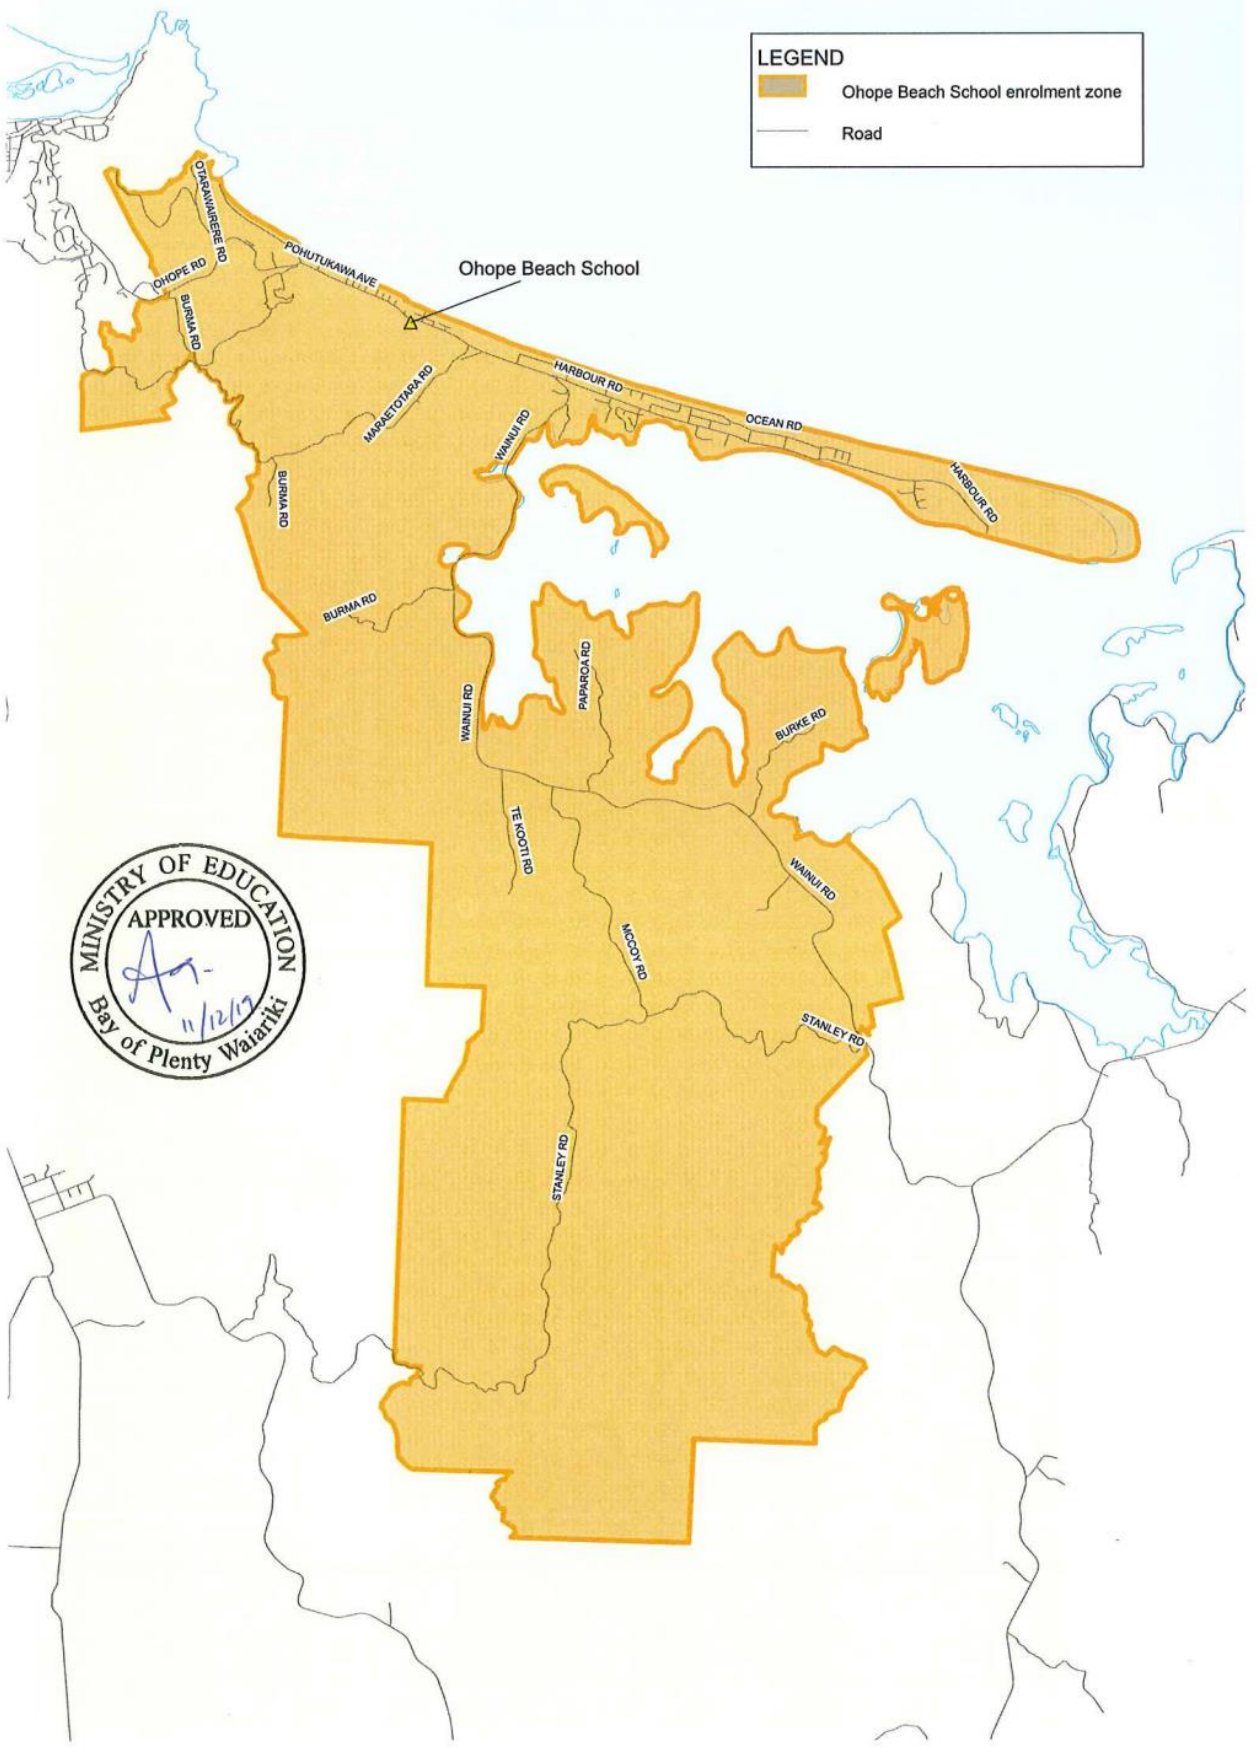 LEGEND
Ohope Beach School enrolment zone
Road
OTARAWAIRERE RD
OHOPE RD
POHUTUKAWA AVE
Ohope Beach School
BURMA RD
MARAETOTARA RD
HARBOUR RD
WAINUI RD
OCEAN RD
HARBOUR RD
BURMA RD
BURMA RD
PAPAROA RD
WAINUI RD
BURKE RD
TE KOOTI RD
WAINUI RD
MCCOY RD
STANLEY RD
STANLEY RD
MINISTRY OF EDUCATION
APPROVED
11/12/19
Bay of Plenty Waiariki